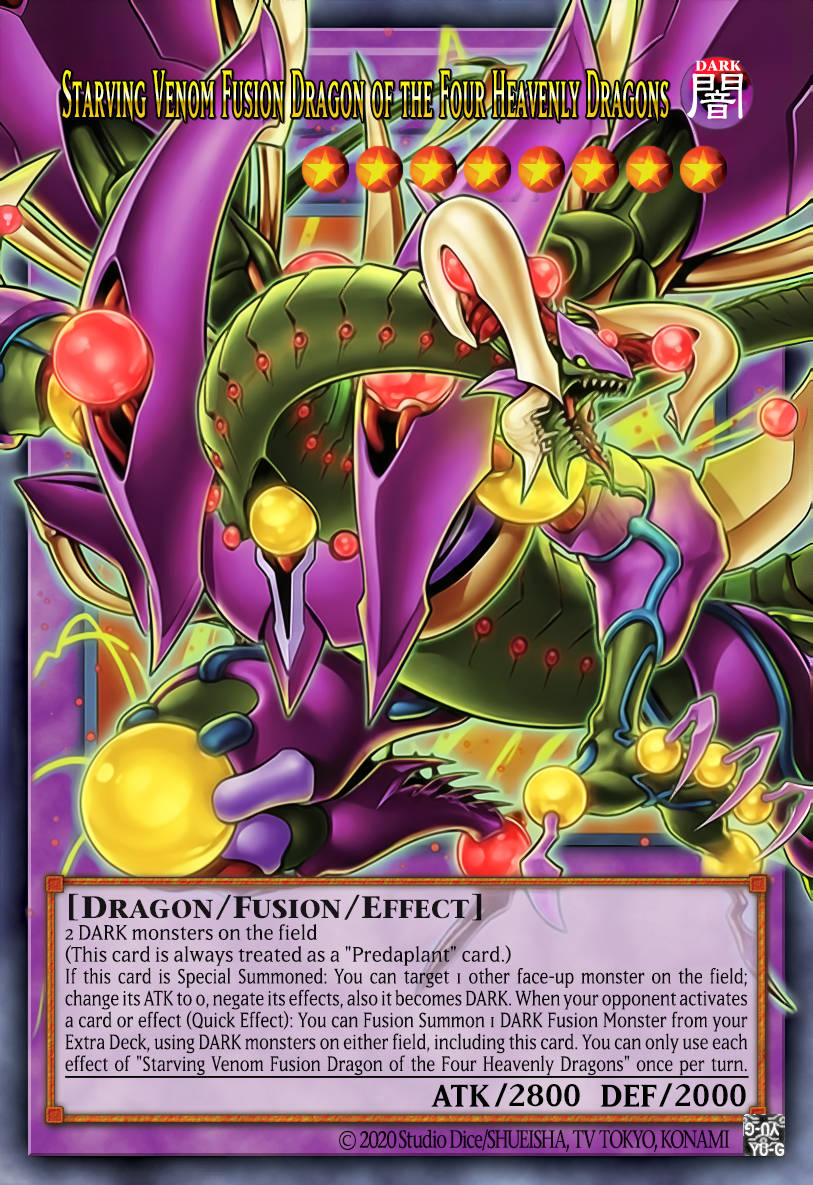 Starving Venom Fusion Dragon of the Four Heavenly Dragons
DARK
闇
[Dragon/Fusion/Effect]
2 DARK monsters on the field
(This card is always treated as a "Predaplant" card.)
If this card is Special Summoned: You can target 1 other face-up monster on the field;
change its ATK to 0, negate its effects, also it becomes DARK. When your opponent activates
a card or effect (Quick Effect): You can Fusion Summon 1 DARK Fusion Monster from your
Extra Deck, using DARK monsters on either field, including this card. You can only use each
effect of "Starving Venom Fusion Dragon of the Four Heavenly Dragons" once per turn.
ATK/2800 DEF/2000
© 2020 Studio Dice/SHUEISHA, TV TOKYO, KONAMI